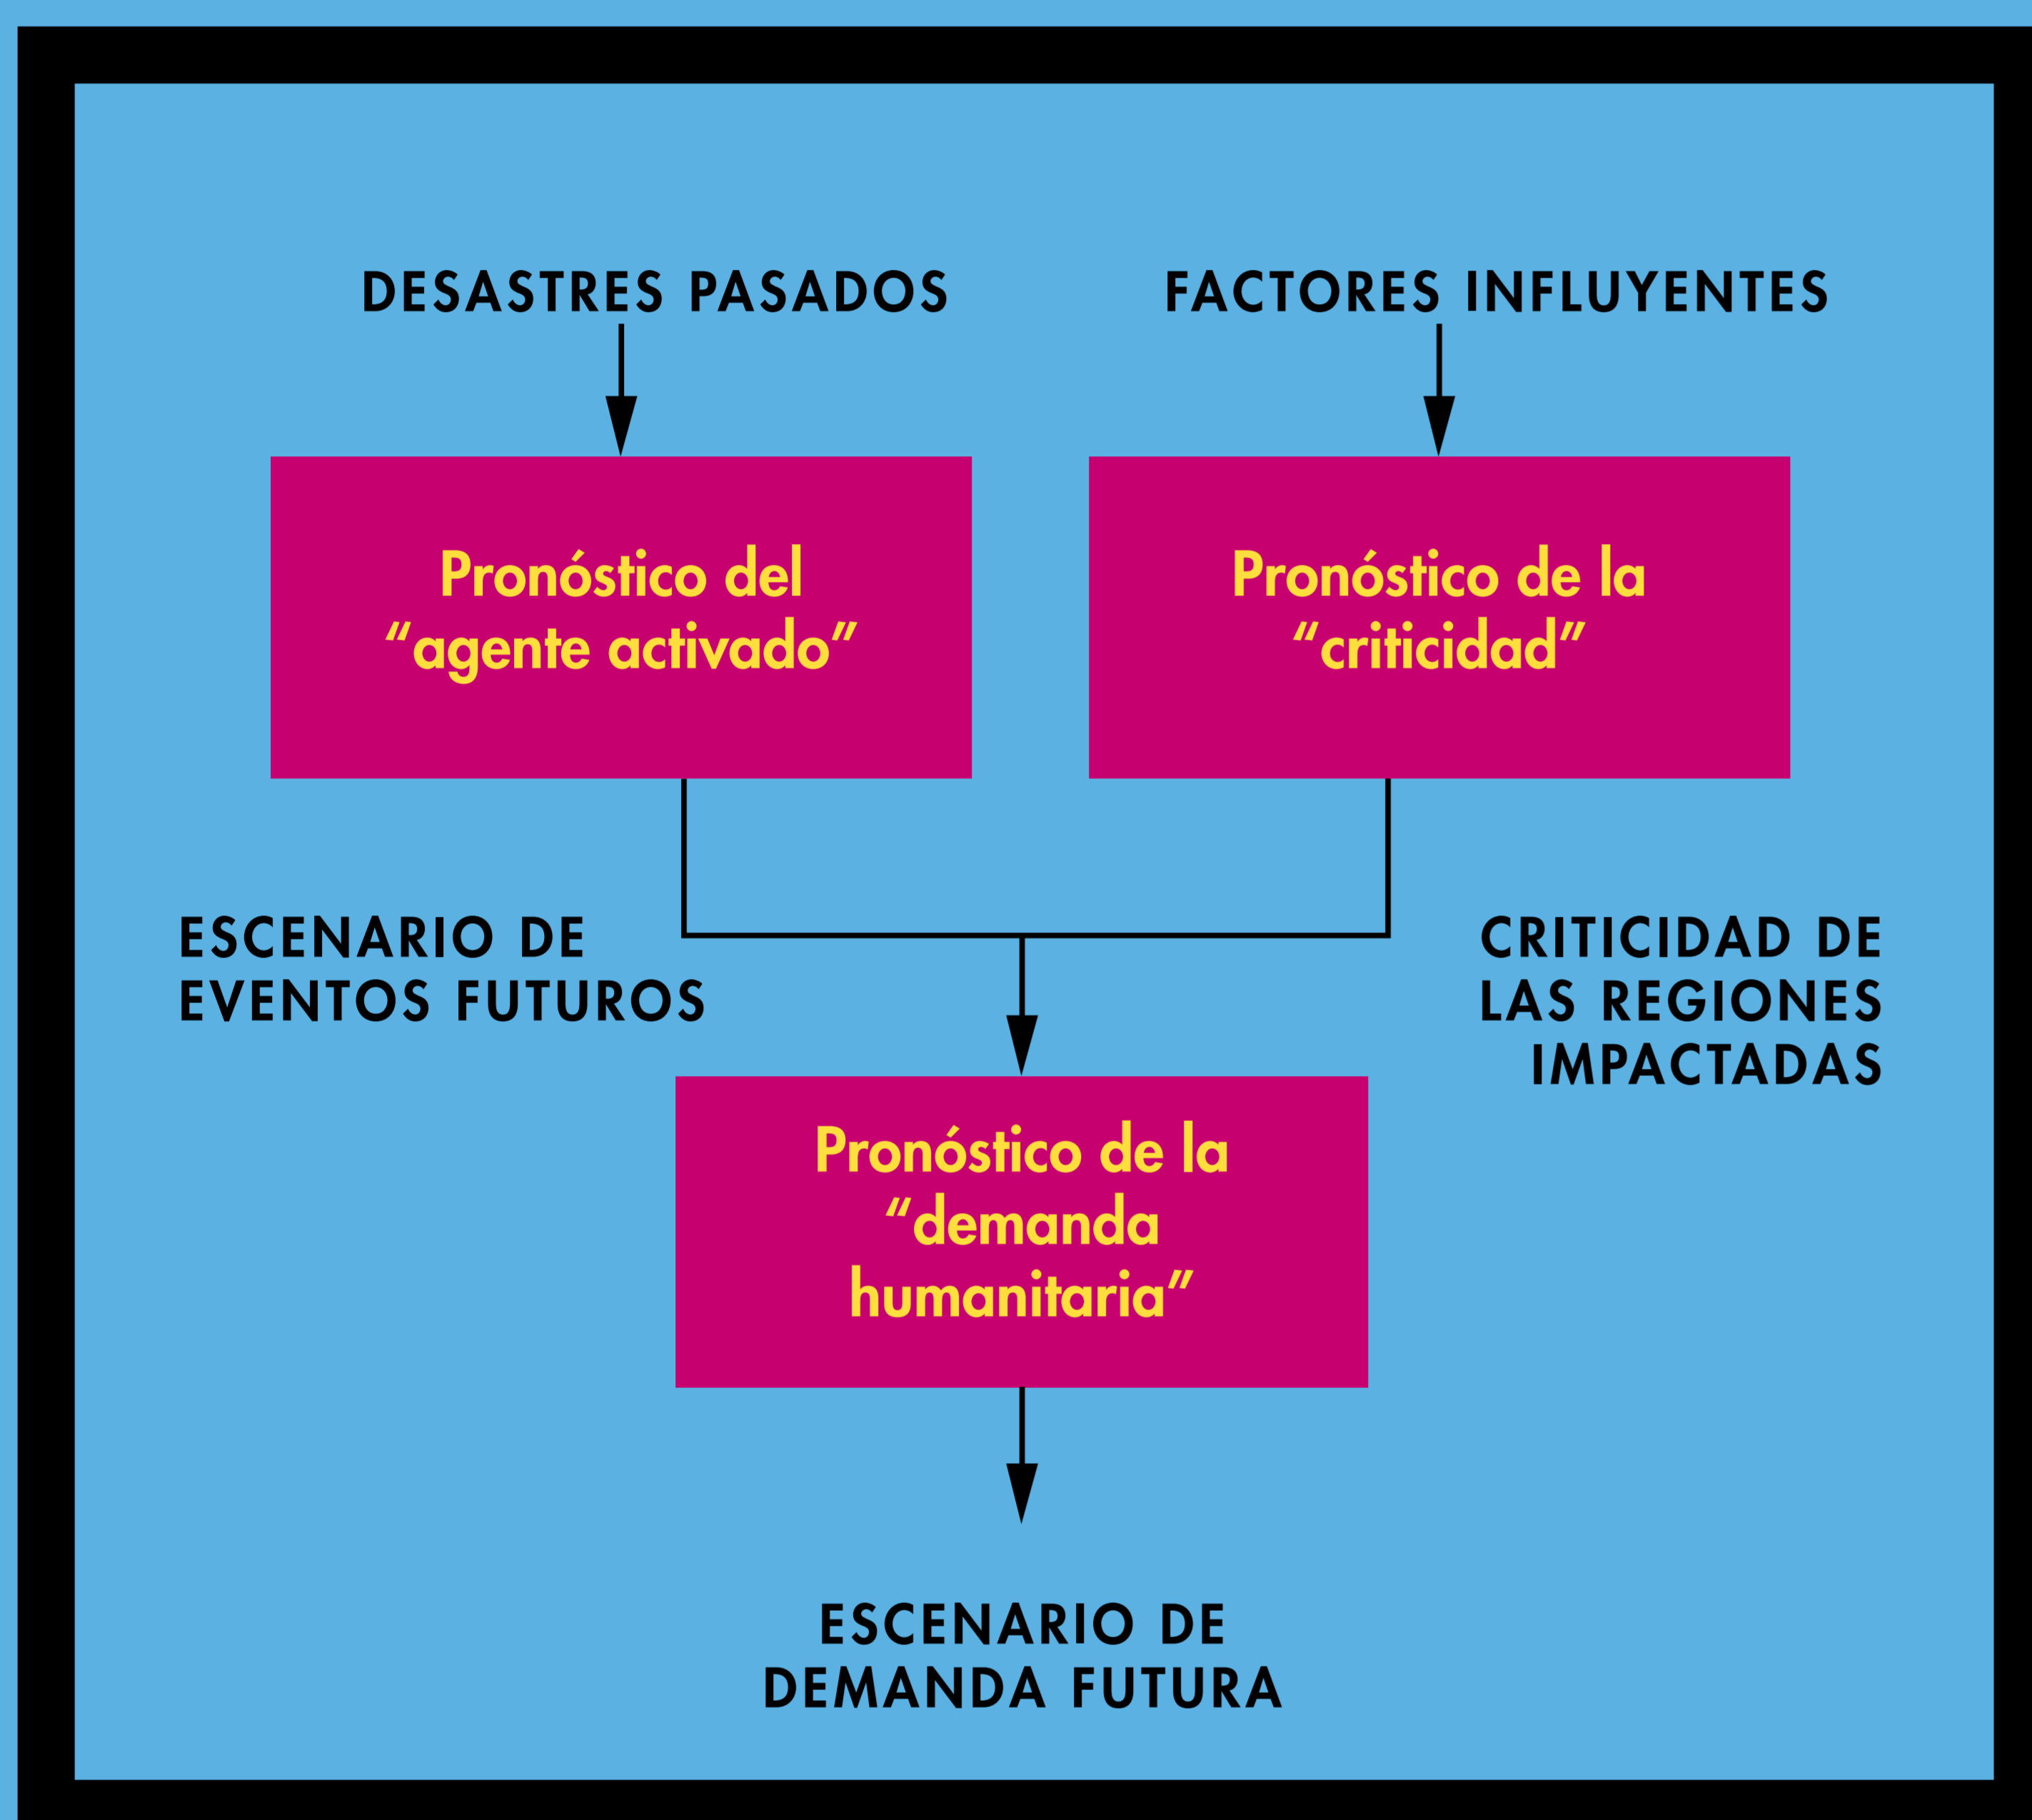 DESASTRES PASADOS
FACTORES INFLUYENTES
Pronóstico del
“agente activado”
Pronóstico de la
“criticidad”
ESCENARIO DE
EVENTOS FUTUROS
CRITICIDAD DE
LAS REGIONES
IMPACTADAS
Pronóstico de la
“demanda
humanitaria”
ESCENARIO DE
DEMANDA FUTURA